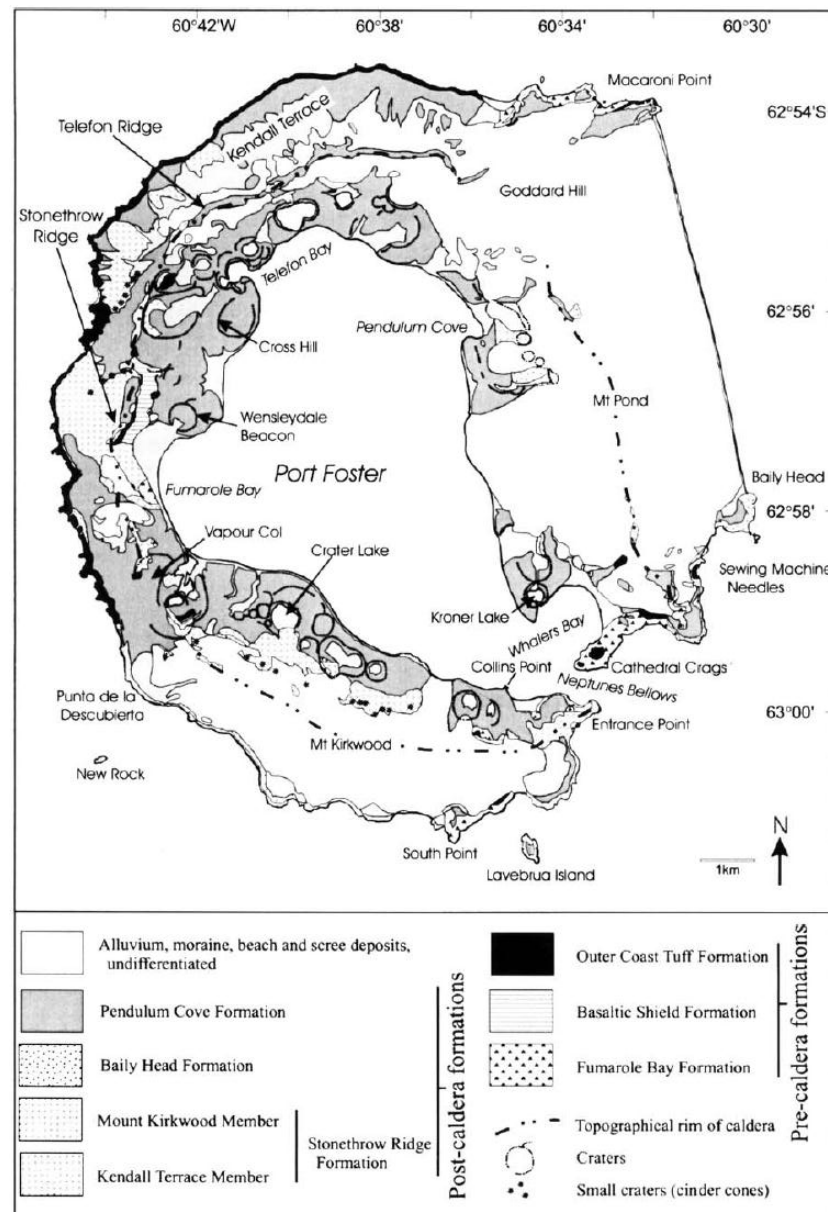 60°42'W
60°38'
60°34'
60°30'
Macaroni Point
62°54'S
Telefon Ridge
Kendall Terrace
Goddard Hill
Stonethrow
Ridge
Telefon Bay
62°56'
Pendulum Cove
Cross Hill
Mt Pond
Wensleydale
Beacon
Port Foster
Baily Head
Fumarole Bay
62°58'
Vapour Col
Crater Lake
Sewing Machine
Needles
Kroner Lake
Whalers Bay
Collins Point
Cathedral Crags
Neptunes Bellows
Punta de la
Descubierta
Entrance Point
63°00'
Mt Kirkwood
New Rock
N
South Point
1km
Lavebrua Island
Alluvium, moraine, beach and scree deposits,
undifferentiated
Pendulum Cove Formation
Baily Head Formation
Mount Kirkwood Member
Kendall Terrace Member
Stonethrow Ridge
Formation
Post-caldera formations
Outer Coast Tuff Formation
Basaltic Shield Formation
Fumarole Bay Formation
Pre-caldera formations
Topographical rim of caldera
Craters
Small craters (cinder cones)